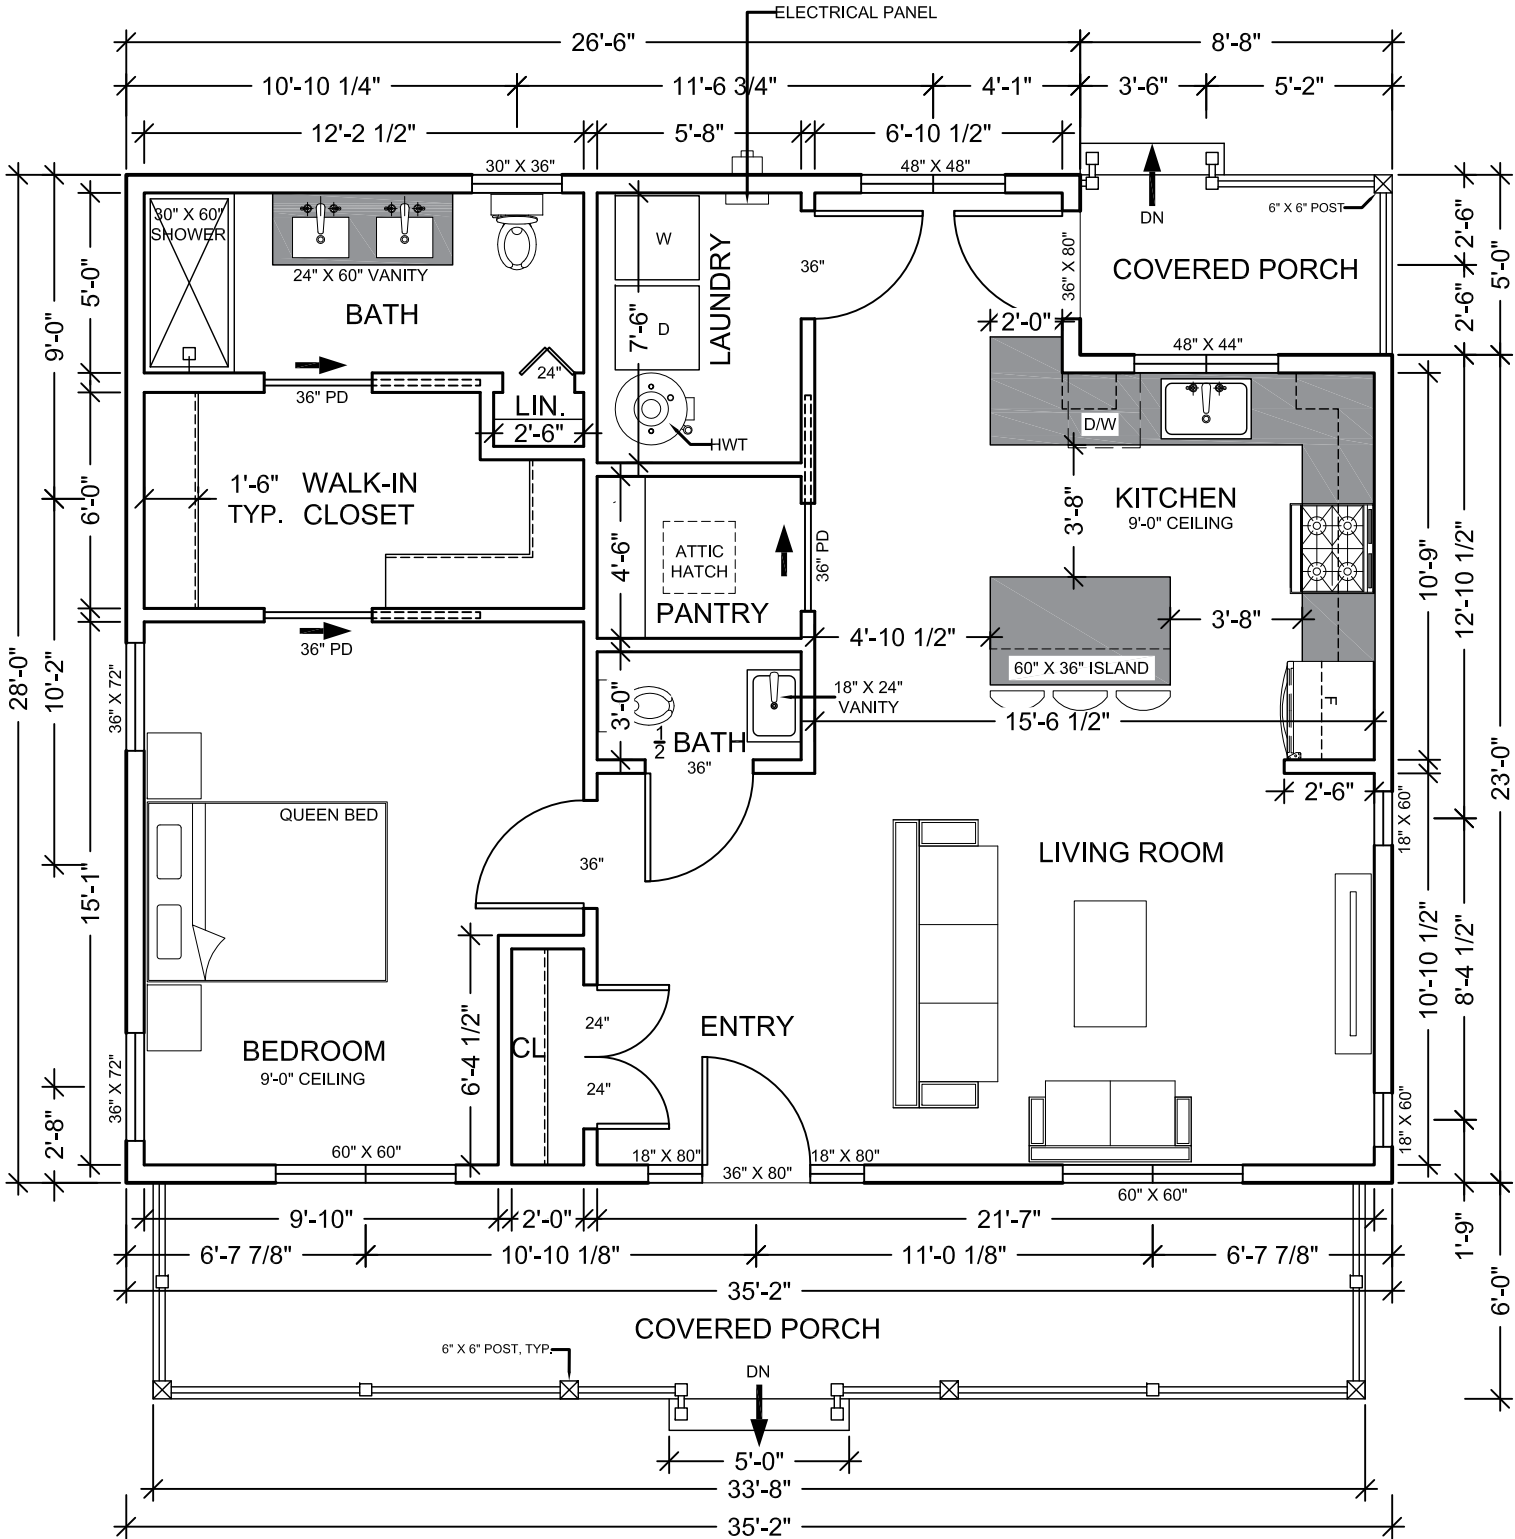 ELECTRICAL PANEL
26'-6"
8'-8"
10'-10 1/4"
11'-6 3/4"
4'-1"
3'-6"
5'-2"
12'-2 1/2"
5'-8"
6'-10 1/2"
30" X 36"
48" X 48"
30" X 60"
SHOWER
24" X 60" VANITY
BATH
W
D
LAUNDRY
7'-6"
HWT
36"
36" X 80"
DN
6" X 6" POST
COVERED PORCH
2'-6"
2'-6"
5'-0"
5'-0"
9'-0"
2'-0"
48" X 44"
36" PD
24"
LIN.
2'-6"
D/W
1'-6"
TYP.
WALK-IN
CLOSET
6'-0"
3'-8"
KITCHEN
9'-0" CEILING
4'-6"
ATTIC
HATCH
PANTRY
36" PD
10'-9"
12'-10 1/2"
36" PD
4'-10 1/2"
3'-8"
60" X 36" ISLAND
28'-0"
10'-2"
36" X 72"
3'-0"
18" X 24"
VANITY
1
2
BATH
36"
15'-6 1/2"
F
23'-0"
2'-6"
18" X 60"
QUEEN BED
36"
LIVING ROOM
15'-1"
10'-10 1/2"
8'-4 1/2"
6'-4 1/2"
24"
ENTRY
CL
BEDROOM
9'-0" CEILING
24"
36" X 72"
2'-8"
18" X 60"
60" X 60"
18" X 80"
36" X 80"
18" X 80"
60" X 60"
9'-10"
2'-0"
21'-7"
1'-9"
6'-7 7/8"
10'-10 1/8"
11'-0 1/8"
6'-7 7/8"
35'-2"
6'-0"
COVERED PORCH
6" X 6" POST, TYP.
DN
5'-0"
33'-8"
35'-2"